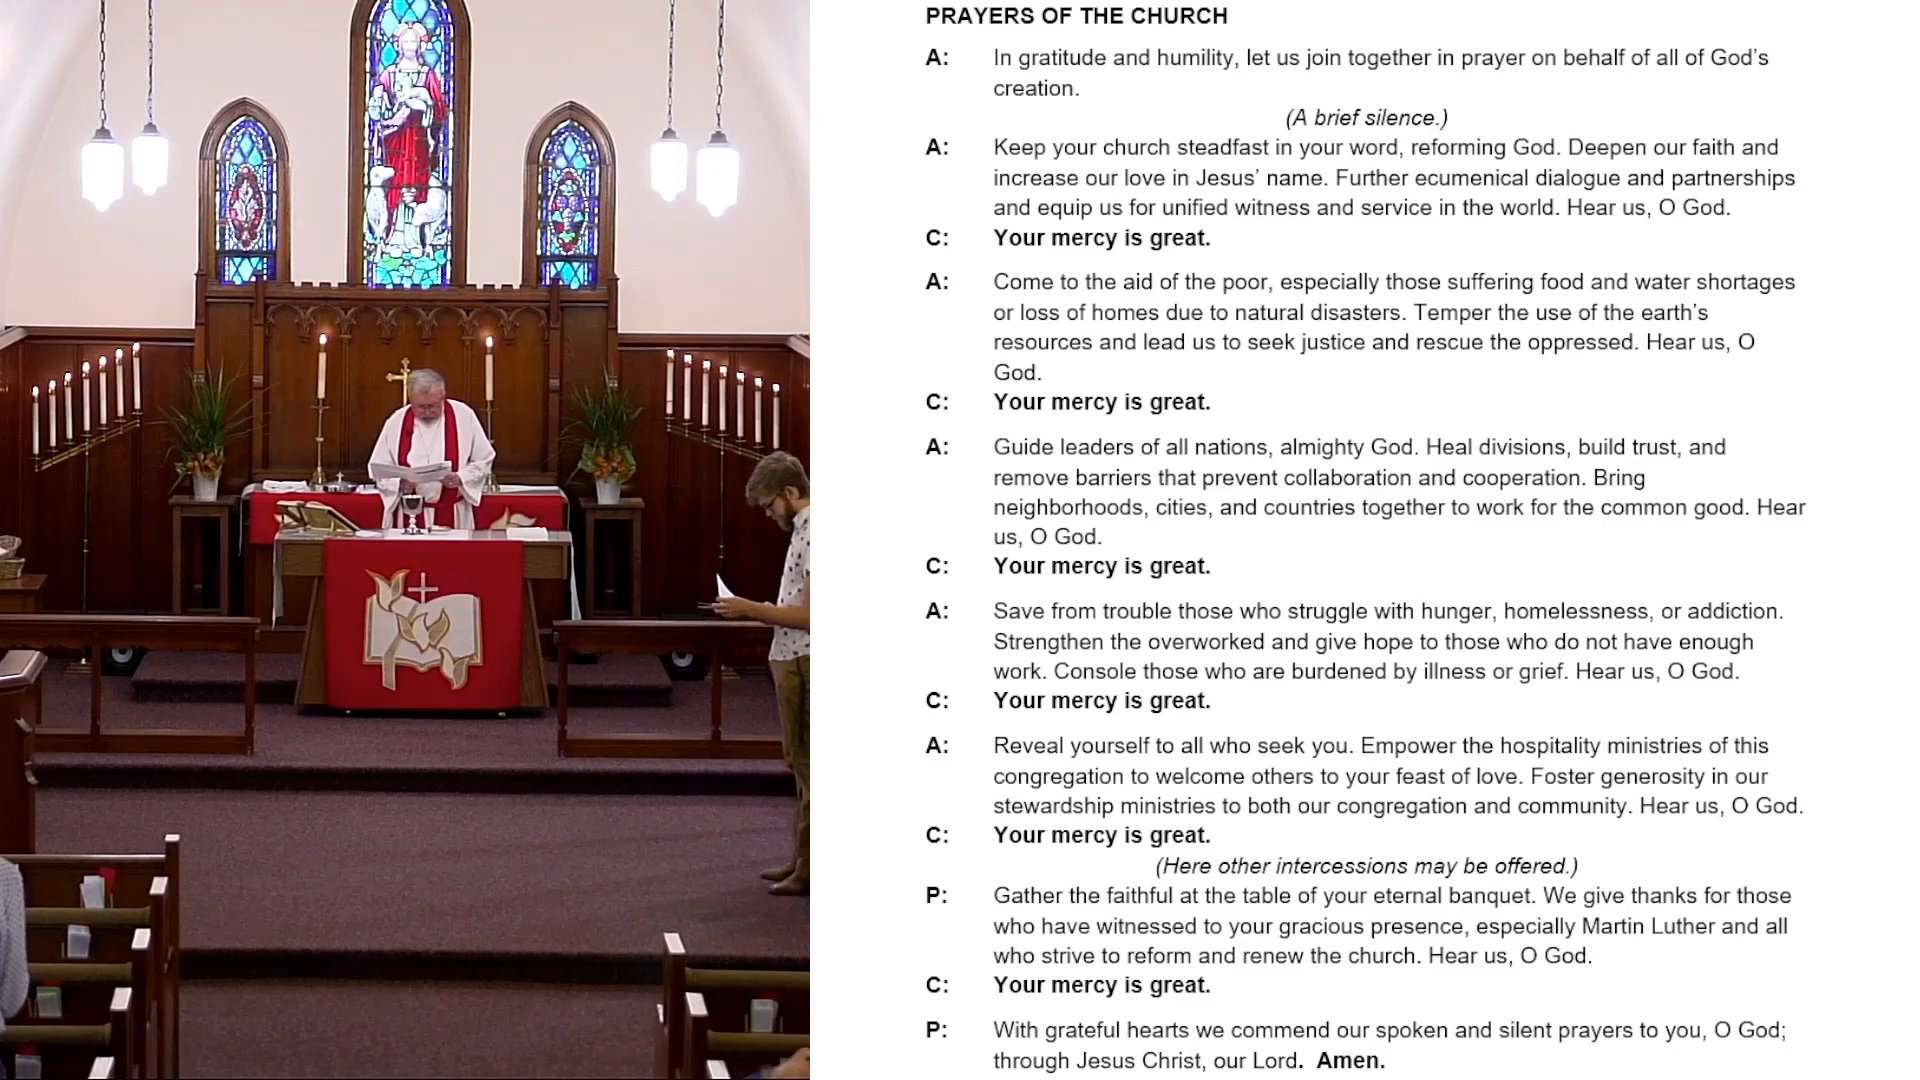 PRAYERS OF THE CHURCH
A: In gratitude and humility, let us join together in prayer on behalf of all of God's
creation.
(A brief silence.)
A: Keep your church steadfast in your word, reforming God. Deepen our faith and
increase our love in Jesus' name. Further ecumenical dialogue and partnerships
and equip us for unified witness and service in the world. Hear us, O God.
C: Your mercy is great.
A: Come to the aid of the poor, especially those suffering food and water shortages
or loss of homes due to natural disasters. Temper the use of the earth's
resources and lead us to seek justice and rescue the oppressed. Hear us, O
God.
C: Your mercy is great.
A: Guide leaders of all nations, almighty God. Heal divisions, build trust, and
remove barriers that prevent collaboration and cooperation. Bring
neighborhoods, cities, and countries together to work for the common good. Hear
us, O God.
C: Your mercy is great.
A: Save from trouble those who struggle with hunger, homelessness, or addiction.
Strengthen the overworked and give hope to those who do not have enough
work. Console those who are burdened by illness or grief. Hear us, O God.
C: Your mercy is great.
A: Reveal yourself to all who seek you. Empower the hospitality ministries of this
congregation to welcome others to your feast of love. Foster generosity in our
stewardship ministries to both our congregation and community. Hear us, O God.
C: Your mercy is great.
(Here other intercessions may be offered.)
P: Gather the faithful at the table of your eternal banquet. We give thanks for those
who have witnessed to your gracious presence, especially Martin Luther and all
who strive to reform and renew the church. Hear us, O God.
C: Your mercy is great.
P: With grateful hearts we commend our spoken and silent prayers to you, O God;
through Jesus Christ, our Lord. Amen.